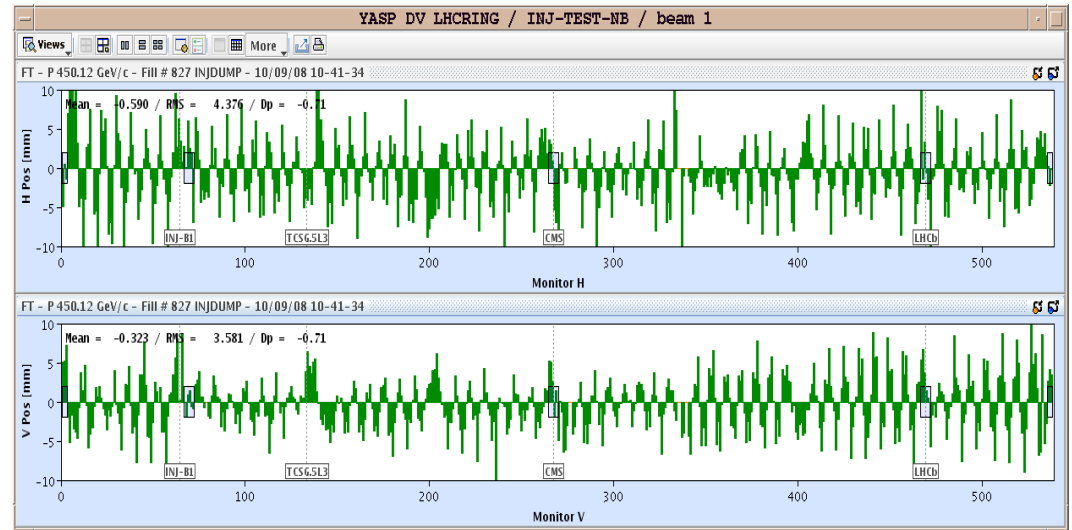 YASP DV LHCRING / INJ-TEST-NB / beam 1
Views More
FT - P 450.12 GeV/c - Fill # 827 INJDUMP - 10/09/08 10-41-34
Mean = -0.590 / RMS = 4.376 / Dp = -0.71
H Pos [mm]
10
5
0
-5
-10
INJ-B1 TCSG.5L3 CMS LHCb
0 100 200 300 400 500
Monitor H
FT - P 450.12 GeV/c - Fill # 827 INJDUMP - 10/09/08 10-41-34
Mean = -0.323 / RMS = 3.581 / Dp = -0.71
V Pos [mm]
10
5
0
-5
-10
INJ-B1 TCSG.5L3 CMS LHCb
0 100 200 300 400 500
Monitor V